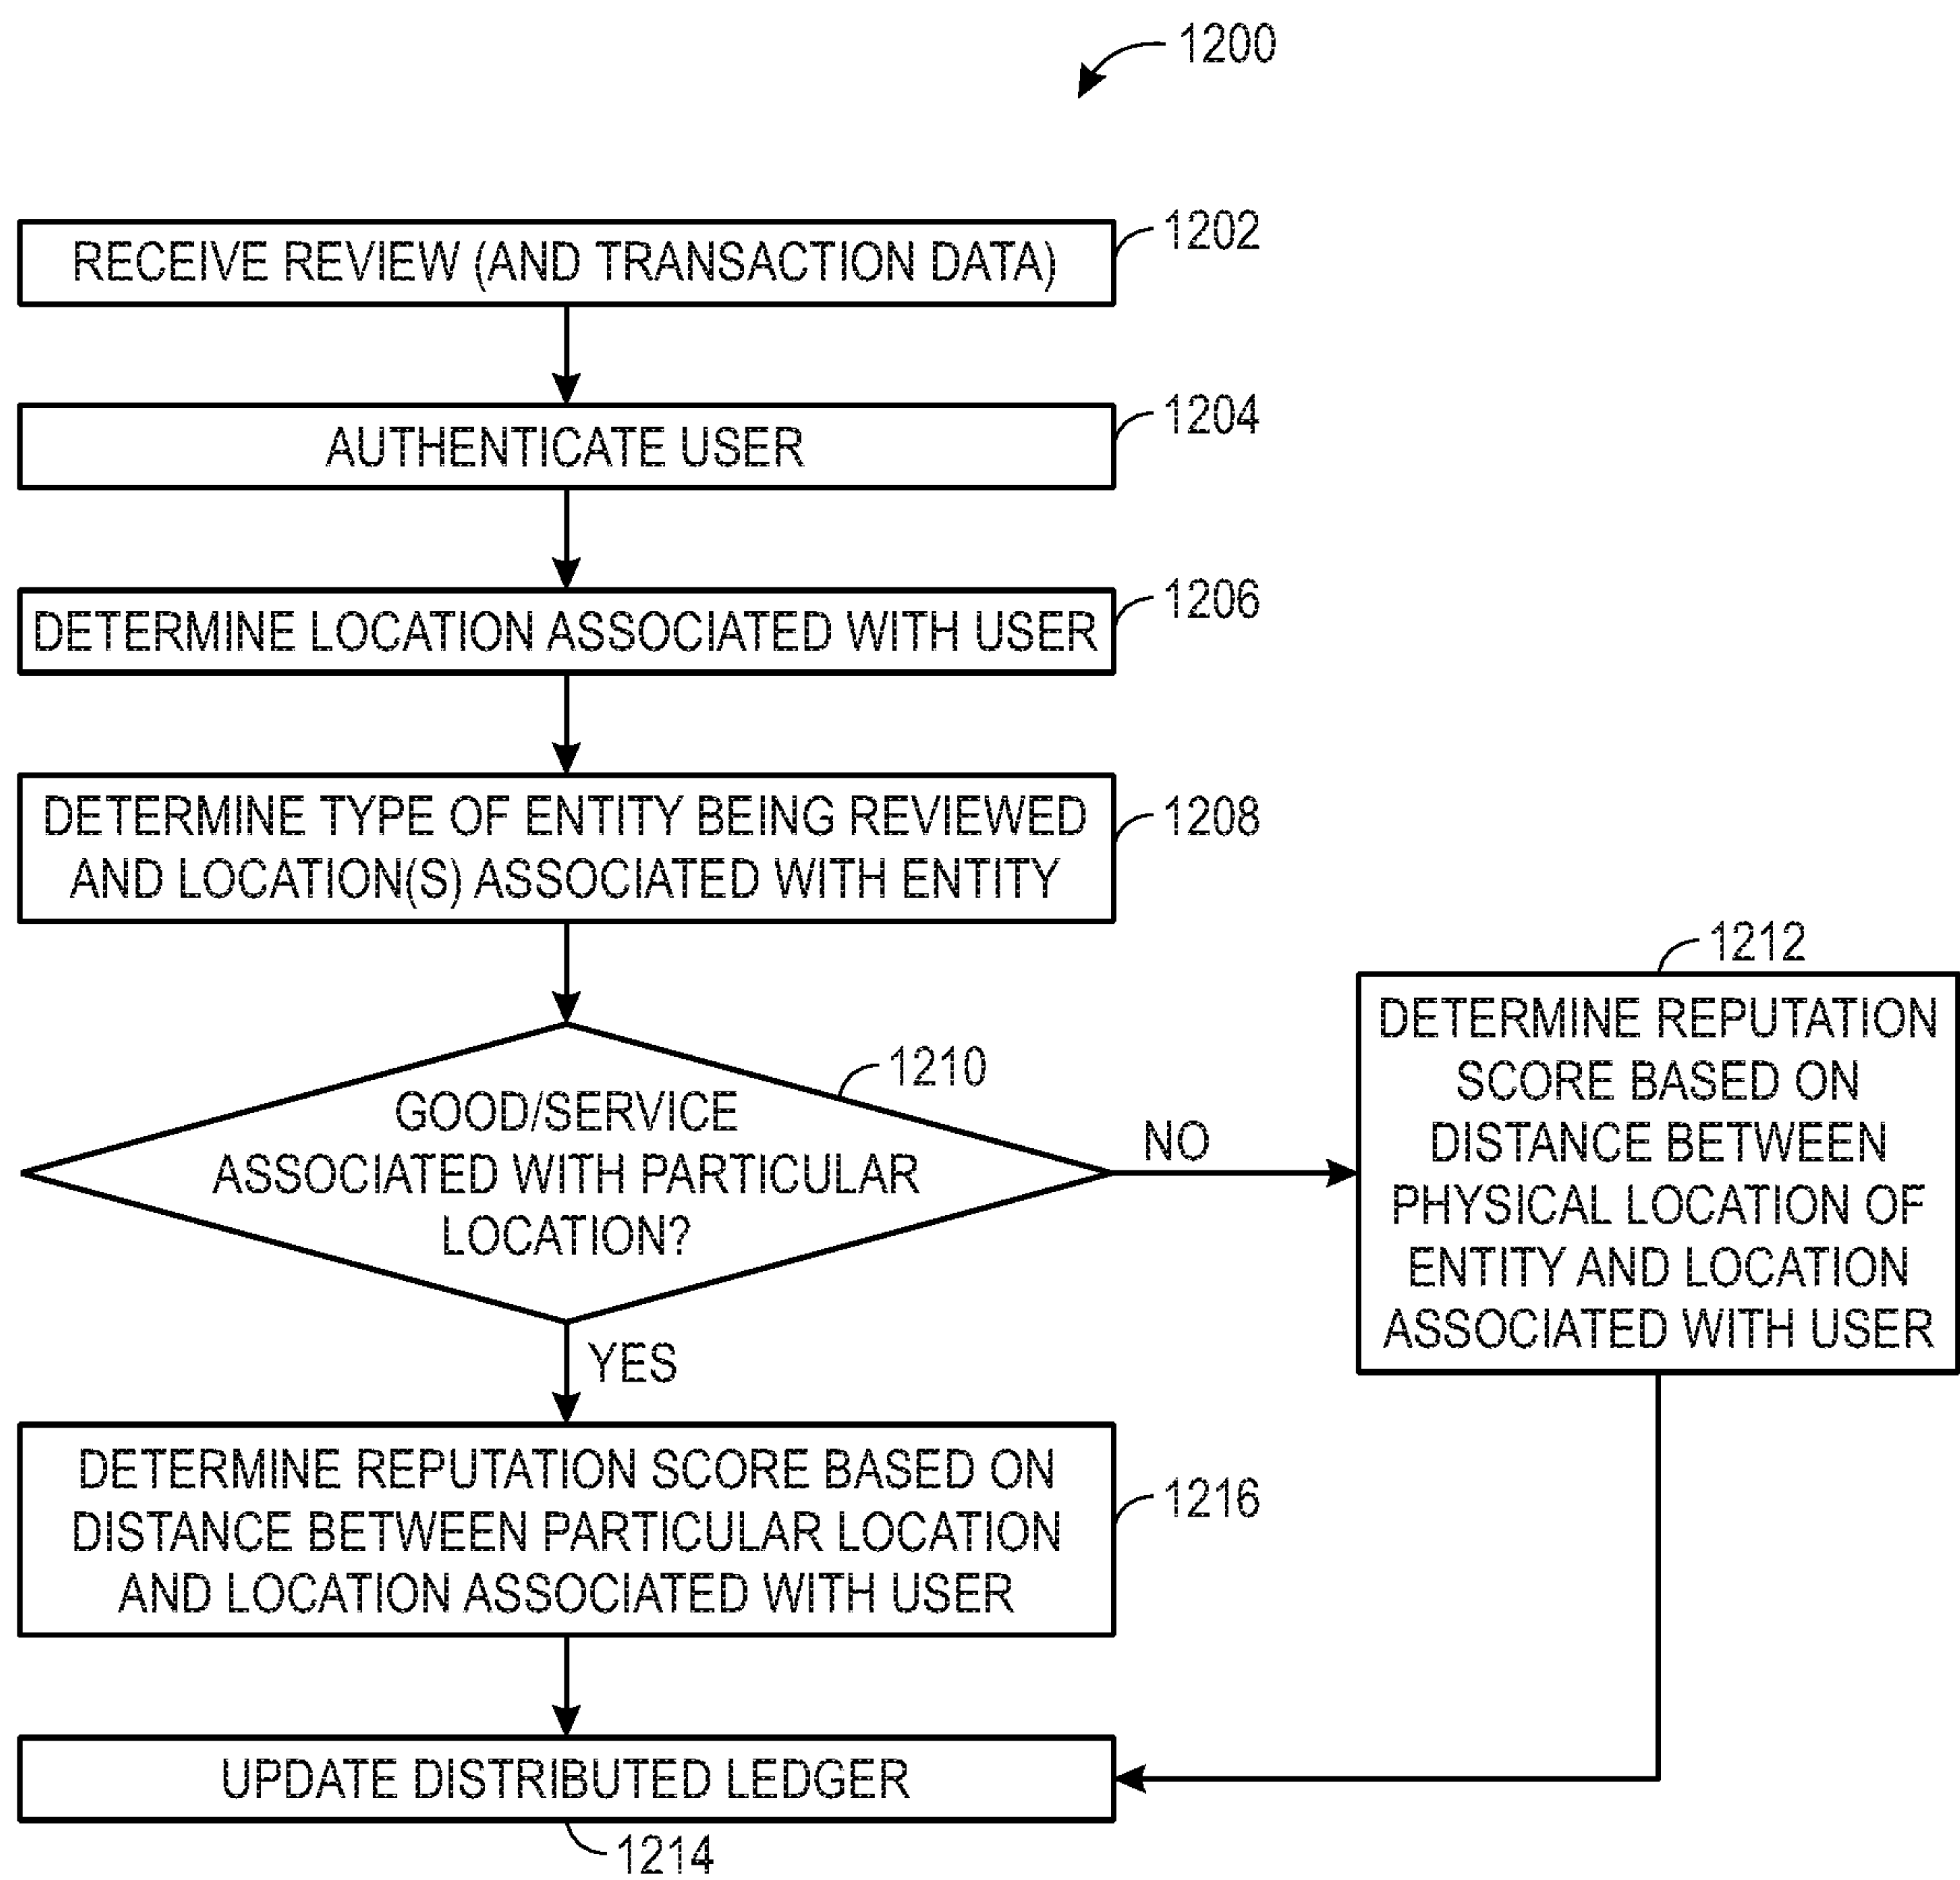 1200
RECEIVE REVIEW (AND TRANSACTION DATA)
1202
AUTHENTICATE USER
1204
DETERMINE LOCATION ASSOCIATED WITH USER
1206
DETERMINE TYPE OF ENTITY BEING REVIEWED
AND LOCATION(S) ASSOCIATED WITH ENTITY
1208
GOOD/SERVICE
ASSOCIATED WITH PARTICULAR
LOCATION?
1210
NO
1212
DETERMINE REPUTATION
SCORE BASED ON
DISTANCE BETWEEN
PHYSICAL LOCATION OF
ENTITY AND LOCATION
ASSOCIATED WITH USER
YES
DETERMINE REPUTATION SCORE BASED ON
DISTANCE BETWEEN PARTICULAR LOCATION
AND LOCATION ASSOCIATED WITH USER
1216
UPDATE DISTRIBUTED LEDGER
1214